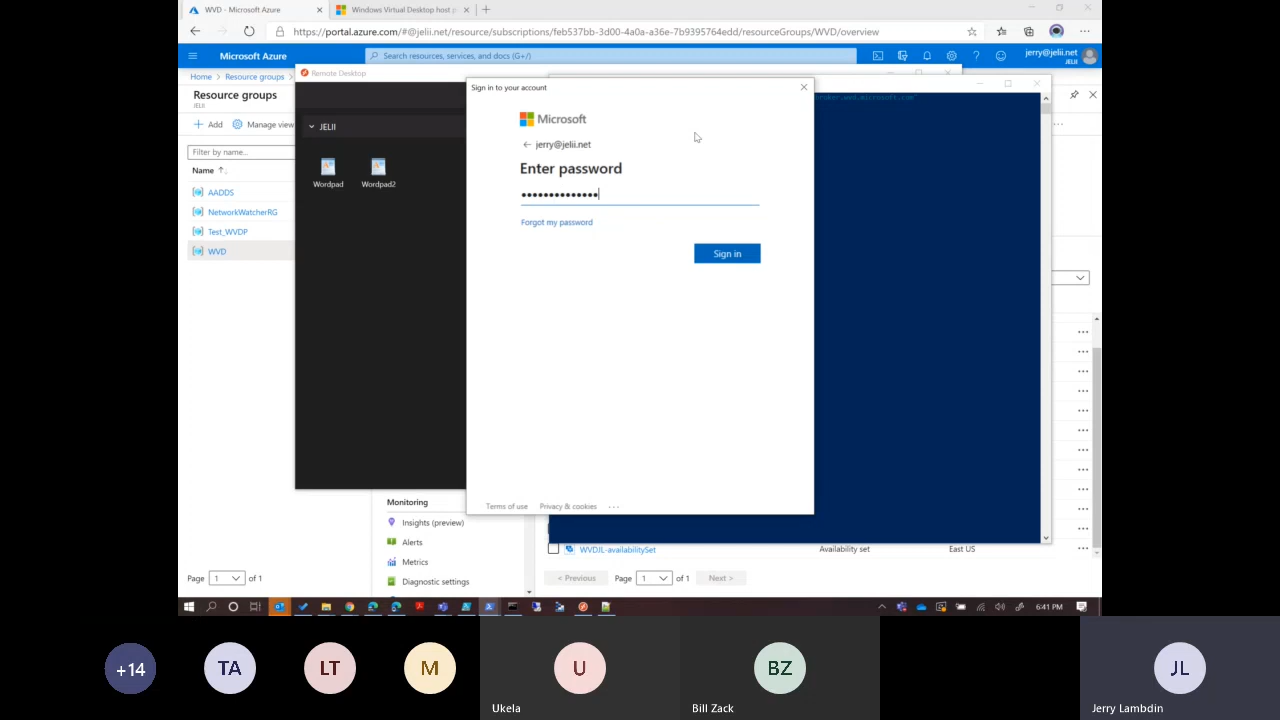 WVD - Microsoft Azure
Windows Virtual Desktop host p
https://portal.azure.com/#@jelii.net/resource/subscriptions/feb537bb-3d00-4a0a-a36e-7b9395764edd/resourceGroups/WVD/overview
Microsoft Azure
Search resources, services, and docs (G+/)
jerry@jelii.net
JELII
Home > Resource groups >
Resource groups
JELII
Add
Manage view
Filter by name...
Name
AADDS
NetworkWatcherRG
Test_WVDP
WVD
Page 1 of 1
Remote Desktop
JELII
Wordpad
Wordpad2
Sign in to your account
Microsoft
jerry@jelii.net
Enter password
••••••••••••••
Forgot my password
Sign in
Terms of use
Privacy & cookies
...
broker.wvd.microsoft.com"
Monitoring
Insights (preview)
Alerts
Metrics
Diagnostic settings
WVDJL-availabilitySet
Availability set
East US
< Previous
Page 1 of 1
Next >
6:41 PM
+14
TA
LT
M
U
Ukela
BZ
Bill Zack
JL
Jerry Lambdin